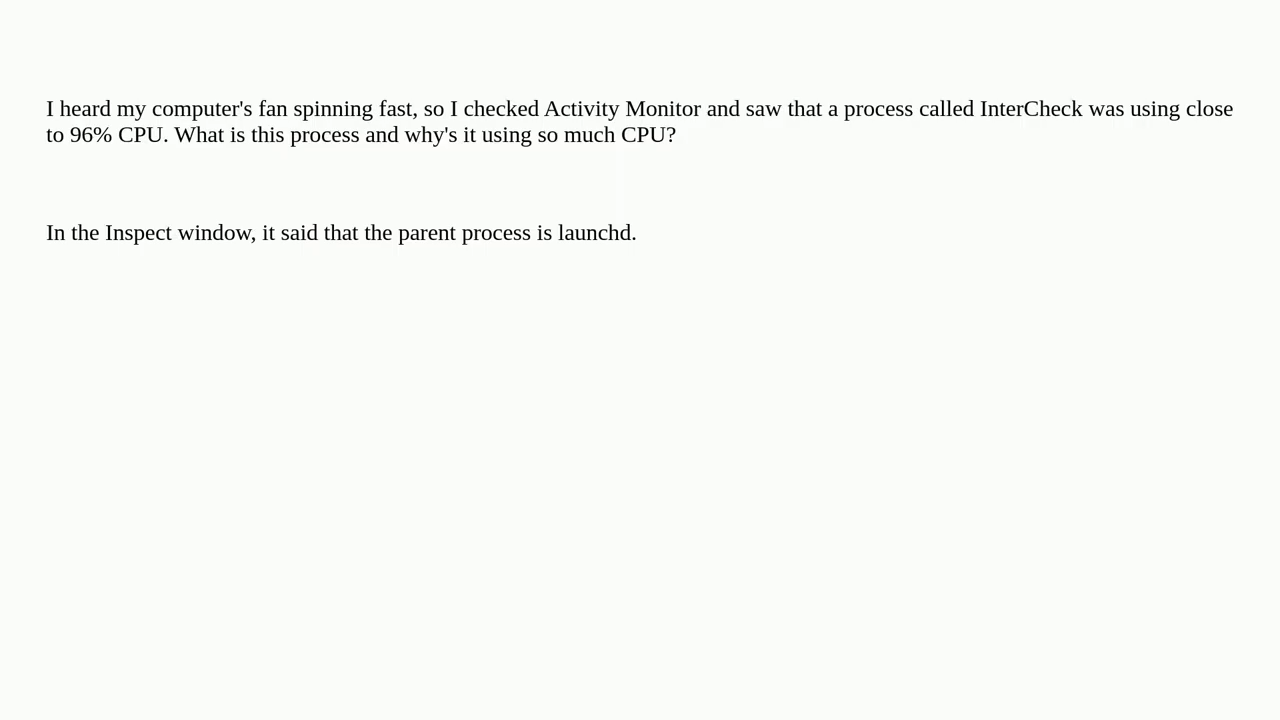 I heard my computer's fan spinning fast, so I checked Activity Monitor and saw that a process called InterCheck was using close
to 96% CPU. What is this process and why's it using so much CPU?
In the Inspect window, it said that the parent process is launchd.